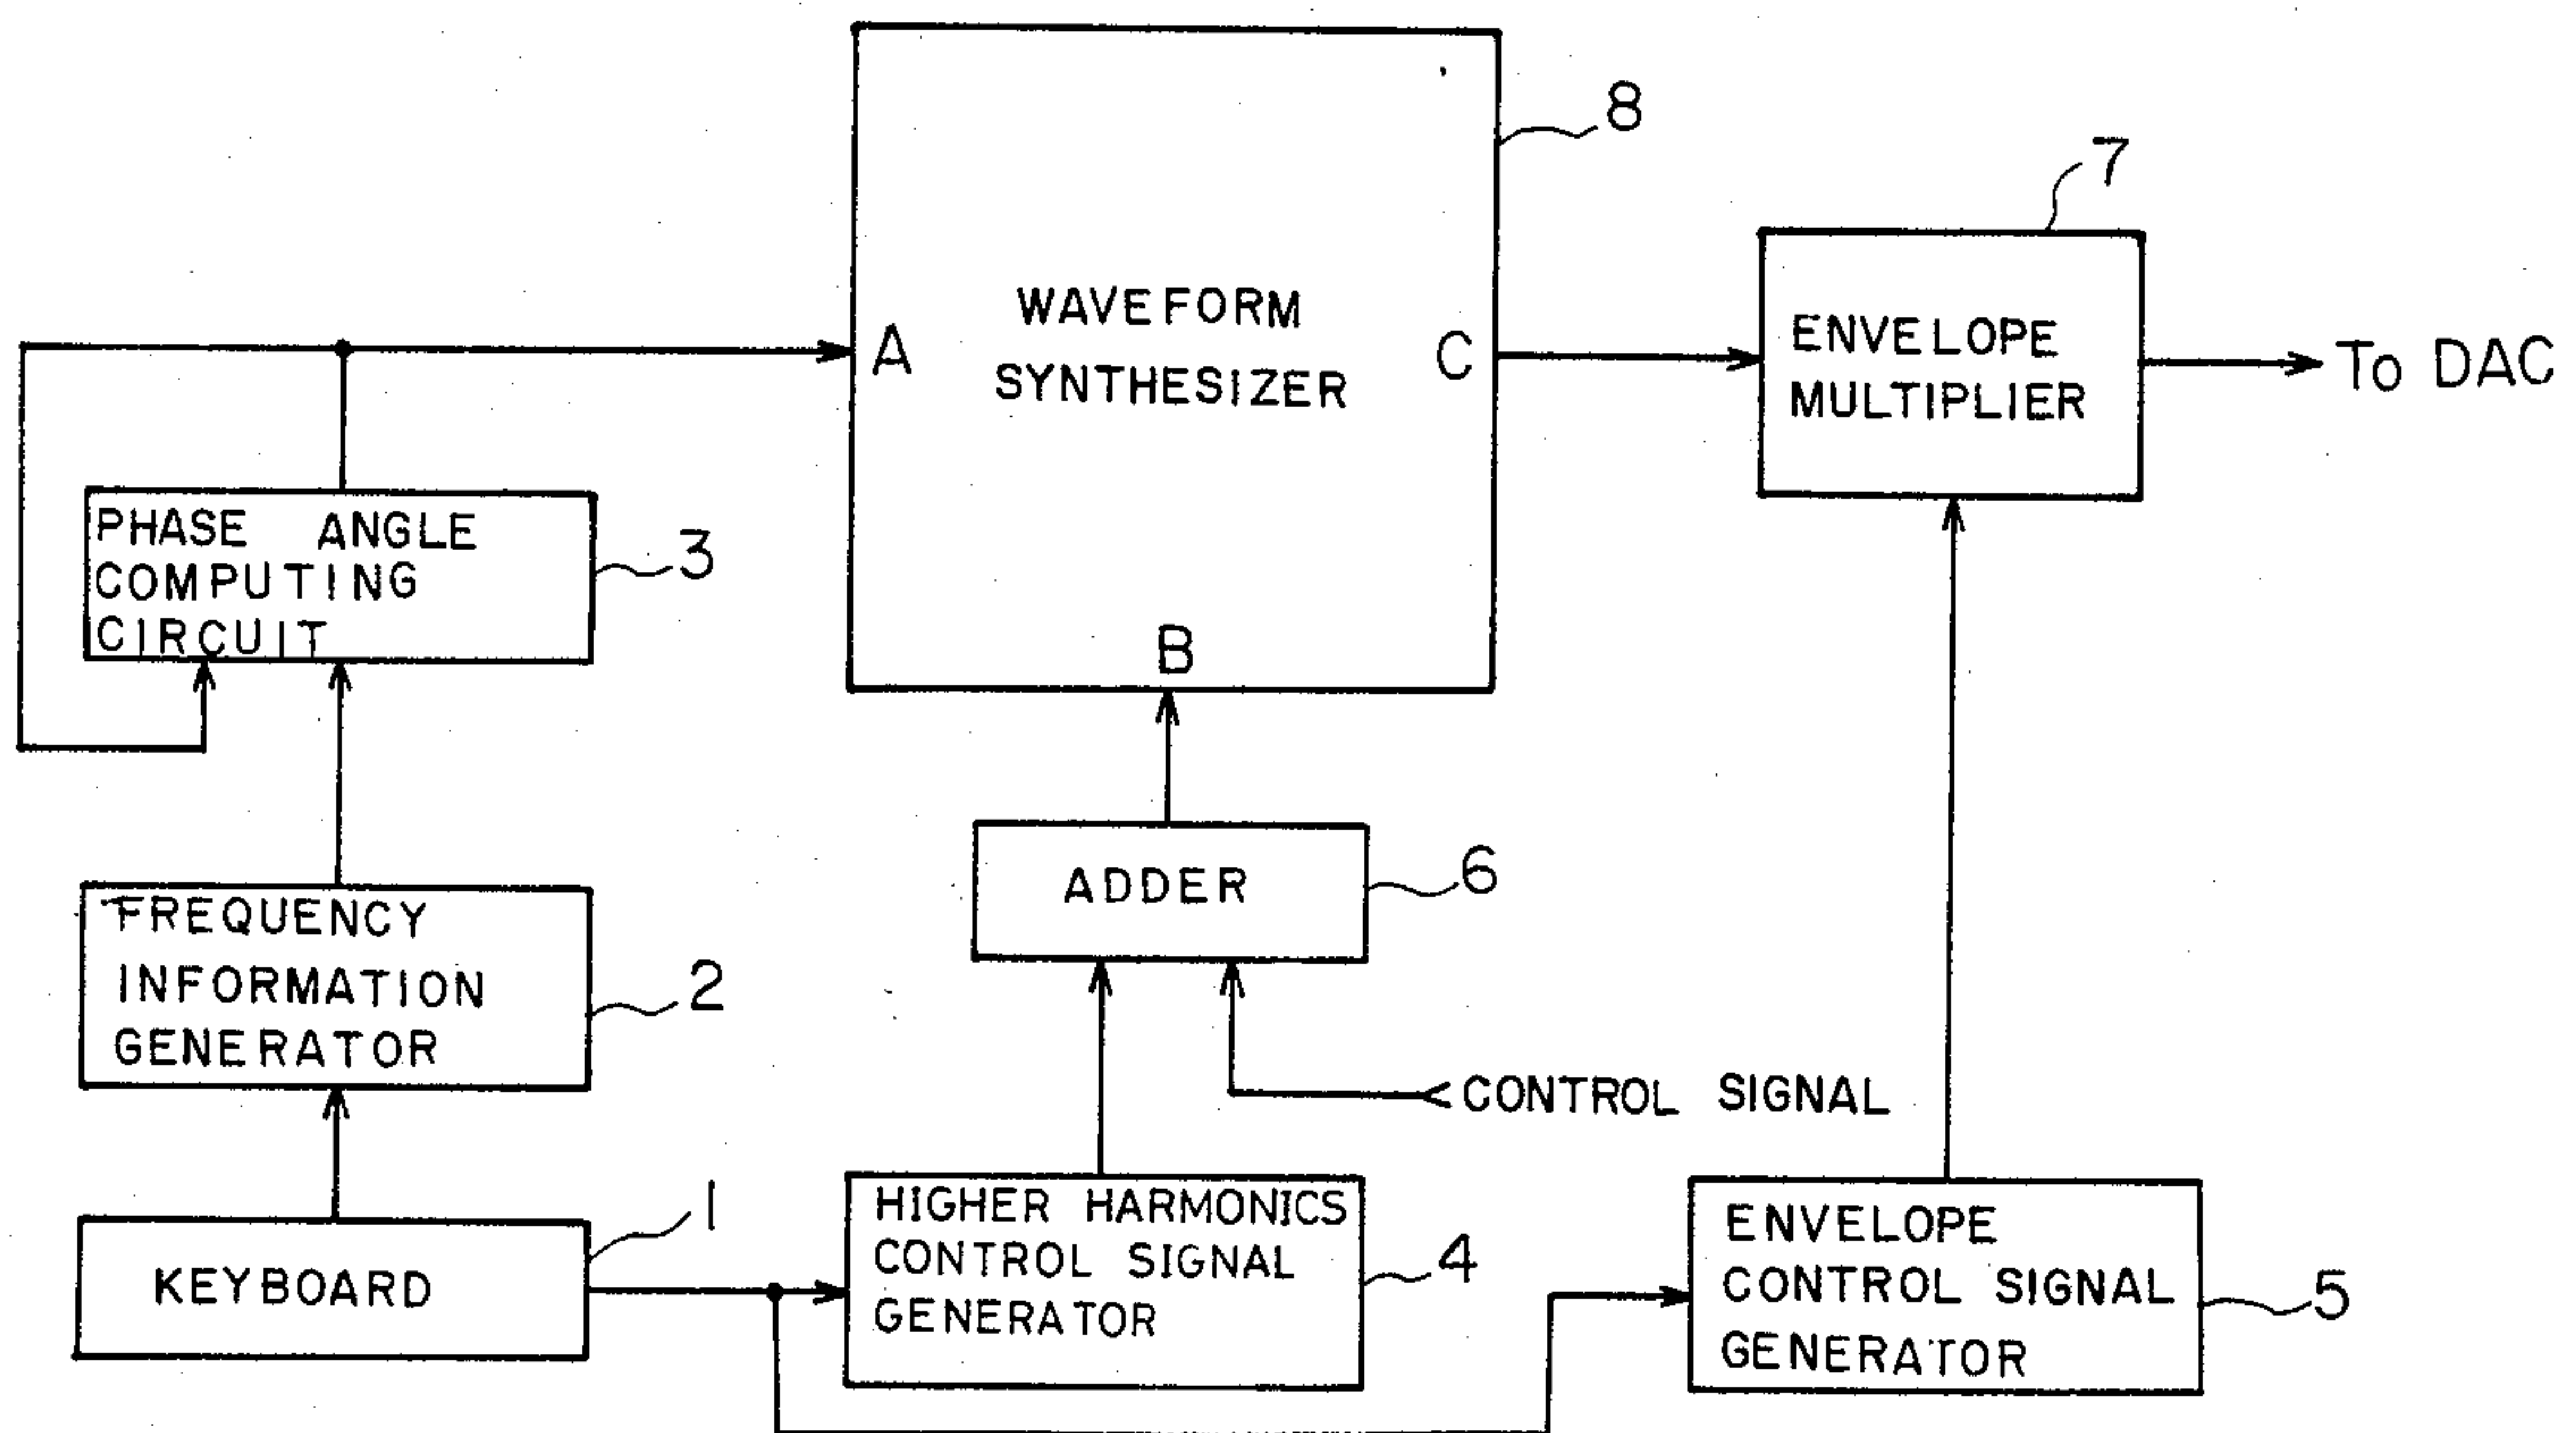 8
7
WAVEFORM
SYNTHESIZER
A
C
B
ENVELOPE
MULTIPLIER
To DAC
PHASE ANGLE
COMPUTING
CIRCUIT
3
ADDER
6
FREQUENCY
INFORMATION
GENERATOR
2
CONTROL SIGNAL
KEYBOARD
1
HIGHER HARMONICS
CONTROL SIGNAL
GENERATOR
4
ENVELOPE
CONTROL SIGNAL
GENERATOR
5